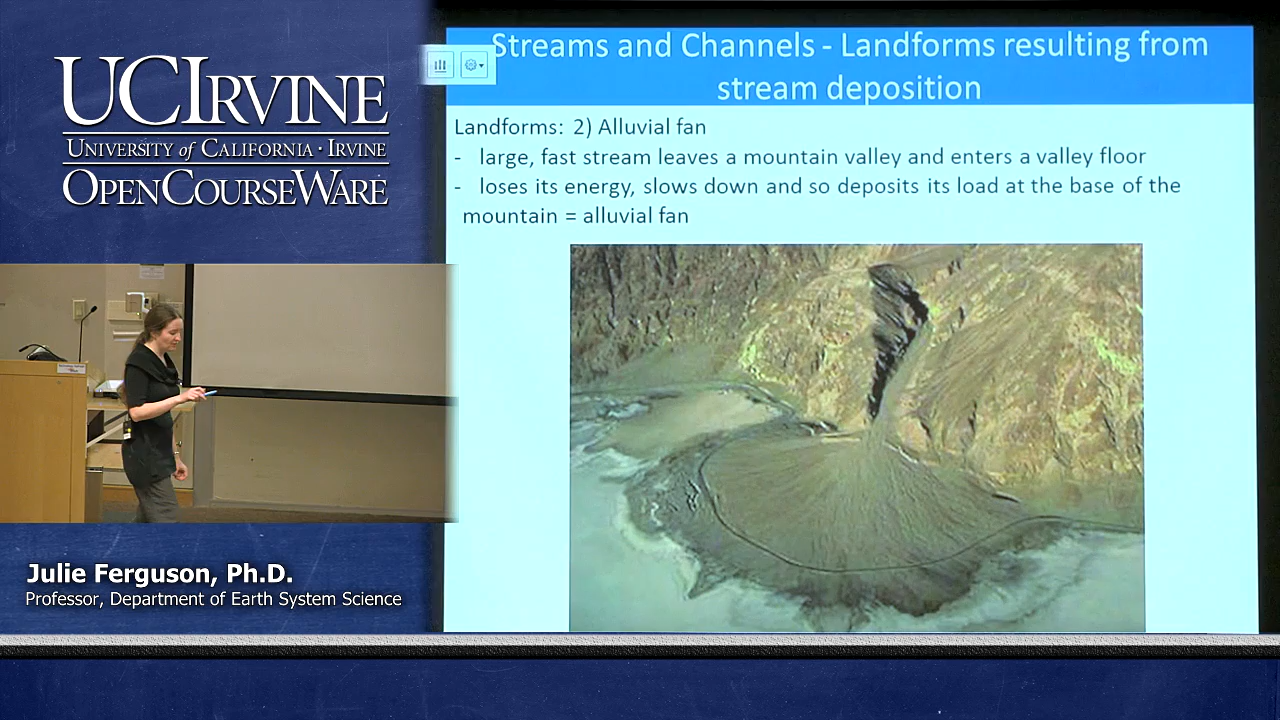 UCIRVINE
UNIVERSITY of CALIFORNIA · IRVINE
OPENCOURSEWARE
Streams and Channels - Landforms resulting from
stream deposition
Landforms: 2) Alluvial fan
- large, fast stream leaves a mountain valley and enters a valley floor
- loses its energy, slows down and so deposits its load at the base of the
mountain = alluvial fan
Julie Ferguson, Ph.D.
Professor, Department of Earth System Science